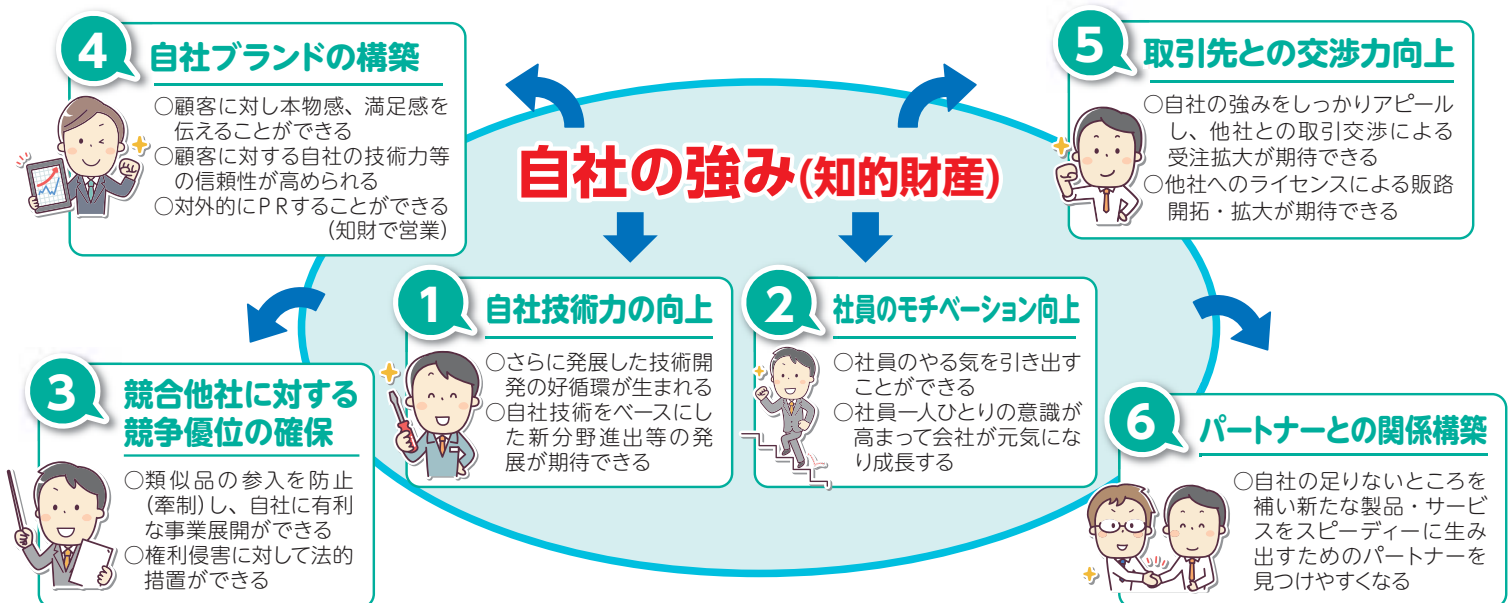 自社の強み(知的財産)
1 自社技術力の向上
○さらに発展した技術開
発の好循環が生まれる
○自社技術をベースにし
た新分野進出等の発
展が期待できる
2 社員のモチベーション向上
○社員のやる気を引き出す
ことができる
○社員一人ひとりの意識が
高まって会社が元気にな
り成長する
3 競合他社に対する
競争優位の確保
○類似品の参入を防止
(牽制)し、自社に有利
な事業展開ができる
○権利侵害に対して法的
措置ができる
4 自社ブランドの構築
○顧客に対し本物感、満足感を
伝えることができる
○顧客に対する自社の技術力等
の信頼性が高められる
○対外的にPRすることができる
(知財で営業)
5 取引先との交渉力向上
○自社の強みをしっかりアピール
し、他社との取引交渉による
受注拡大が期待できる
○他社へのライセンスによる販路
開拓・拡大が期待できる
6 パートナーとの関係構築
○自社の足りないところを
補い新たな製品・サービ
スをスピーディーに生み
出すためのパートナーを
見つけやすくなる